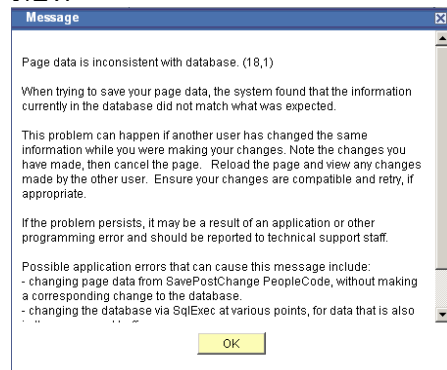 Message
Page data is inconsistent with database. (18,1)
When trying to save your page data, the system found that the information
currently in the database did not match what was expected.
This problem can happen if another user has changed the same
information while you were making your changes. Note the changes you
have made, then cancel the page. Reload the page and view any changes
made by the other user. Ensure your changes are compatible and retry, if
appropriate.
If the problem persists, it may be a result of an application or other
programming error and should be reported to technical support staff.
Possible application errors that can cause this message include:
- changing page data from SavePostChange PeopleCode, without making
a corresponding change to the database.
- changing the database via SqlExec at various points, for data that is also
OK